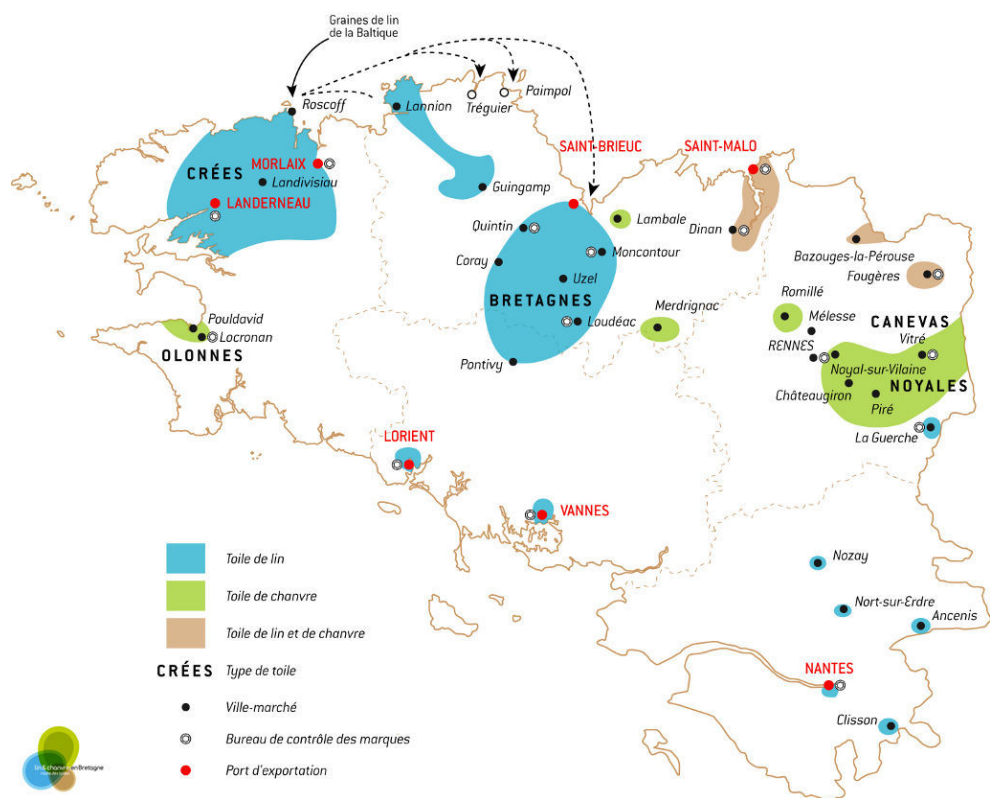 Graines de lin
de la Baltique
Roscoff
Lannion
Tréguier
Paimpol
SAINT-BRIEUC
SAINT-MALO
MORLAIX
CRÉES
Landivisiau
LANDERNEAU
Guingamp
Quintin
Lambale
Dinan
Moncontour
Coray
Uzel
BRETAGNES
Loudéac
Merdrignac
Pontivy
Bazouges-la-Pérouse
Fougères
Romillé
Mélesse
CANEVAS
RENNES
Vitré
Noyal-sur-Vilaine
Châteaugiron
NOYALES
Piré
La Guerche
Pouldavid
Locronan
OLONNES
LORIENT
VANNES
Nozay
Nort-sur-Erdre
Ancenis
NANTES
Clisson
Toile de lin
Toile de chanvre
Toile de lin et de chanvre
CRÉES Type de toile
Ville-marché
Bureau de contrôle des marques
Port d'exportation
lin&chanvre en Bretagne